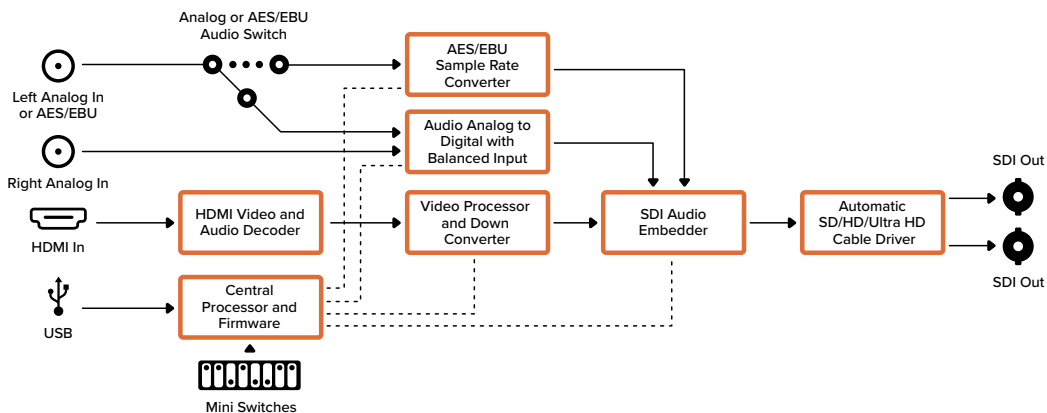 Analog or AES/EBU
Audio Switch
AES/EBU
Sample Rate
Converter
Left Analog In
or AES/EBU
Audio Analog to
Digital with
Balanced Input
Right Analog In
SDI Out
HDMI Video and
Audio Decoder
Video Processor
and Down
Converter
SDI Audio
Embedder
Automatic
SD/HD/Ultra HD
Cable Driver
HDMI In
SDI Out
Central
Processor and
Firmware
USB
Mini Switches